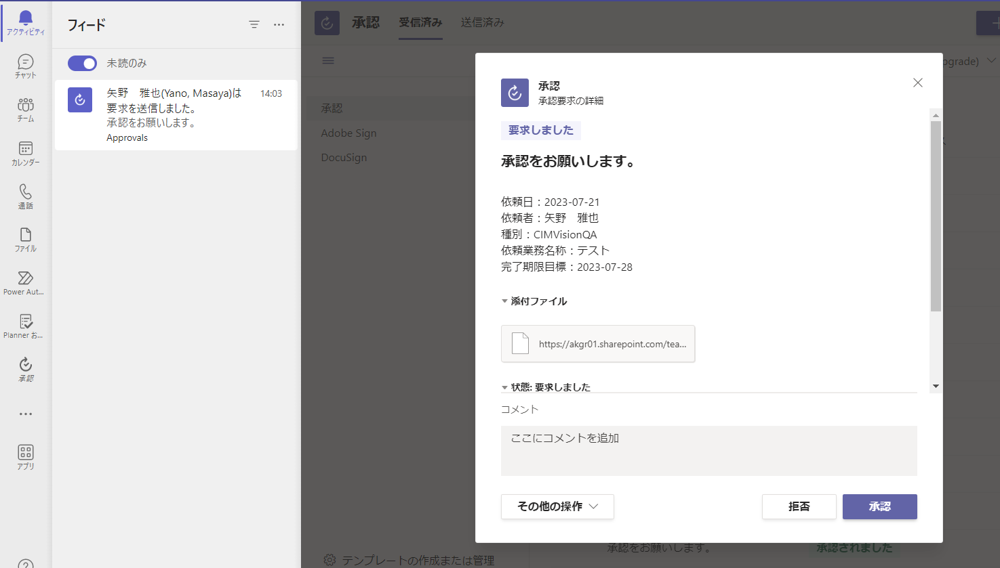 アクティビティ
チャット
チーム
カレンダー
通話
ファイル
Power Aut...
Planner お...
承認
アプリ
フィード
未読のみ
矢野　雅也(Yano, Masaya)は
要求を送信しました。
14:03
承認をお願いします。
Approvals
承認
受信済み
送信済み
pgrade)
承認
Adobe Sign
DocuSign
承認
承認要求の詳細
要求しました
承認をお願いします。
依頼日：2023-07-21
依頼者：矢野　雅也
種別：CIMVisionQA
依頼業務名称：テスト
完了期限目標：2023-07-28
添付ファイル
https://akgr01.sharepoint.com/tea...
状態: 要求しました
コメント
ここにコメントを追加
その他の操作
拒否
承認
承認をお願いします。
承認されました
テンプレートの作成または管理